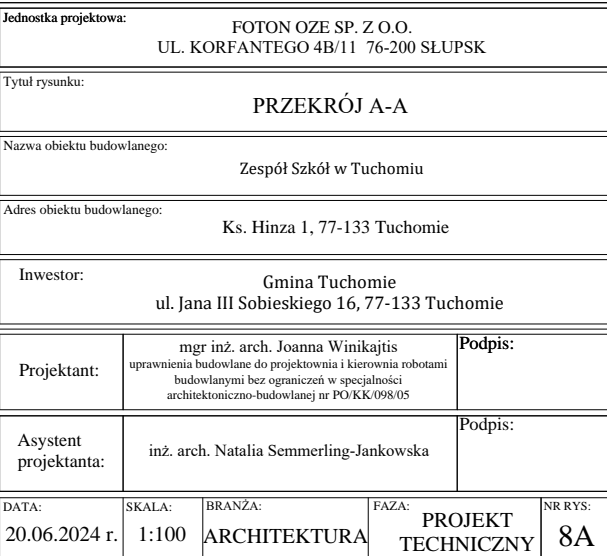 Jednostka projektowa:
FOTON OZE SP. Z O.O.
UL. KORFANTEGO 4B/11 76-200 SŁUPSK
Tytuł rysunku:
PRZEKRÓJ A-A
Nazwa obiektu budowlanego:
Zespół Szkół w Tuchomiu
Adres obiektu budowlanego:
Ks. Hinza 1, 77-133 Tuchomie
Inwestor:
Gmina Tuchomie
ul. Jana III Sobieskiego 16, 77-133 Tuchomie
Projektant:
mgr inż. arch. Joanna Winikajtis
uprawnienia budowlane do projektownia i kierownia robotami
budowlanymi bez ograniczeń w specjalności
architektoniczno-budowlanej nr PO/KK/098/05
Podpis:
Asystent
projektanta:
inż. arch. Natalia Semmerling-Jankowska
Podpis:
DATA:
20.06.2024 r.
SKALA:
1:100
BRANŻA:
ARCHITEKTURA
FAZA:
PROJEKT
TECHNICZNY
NR RYS:
8A